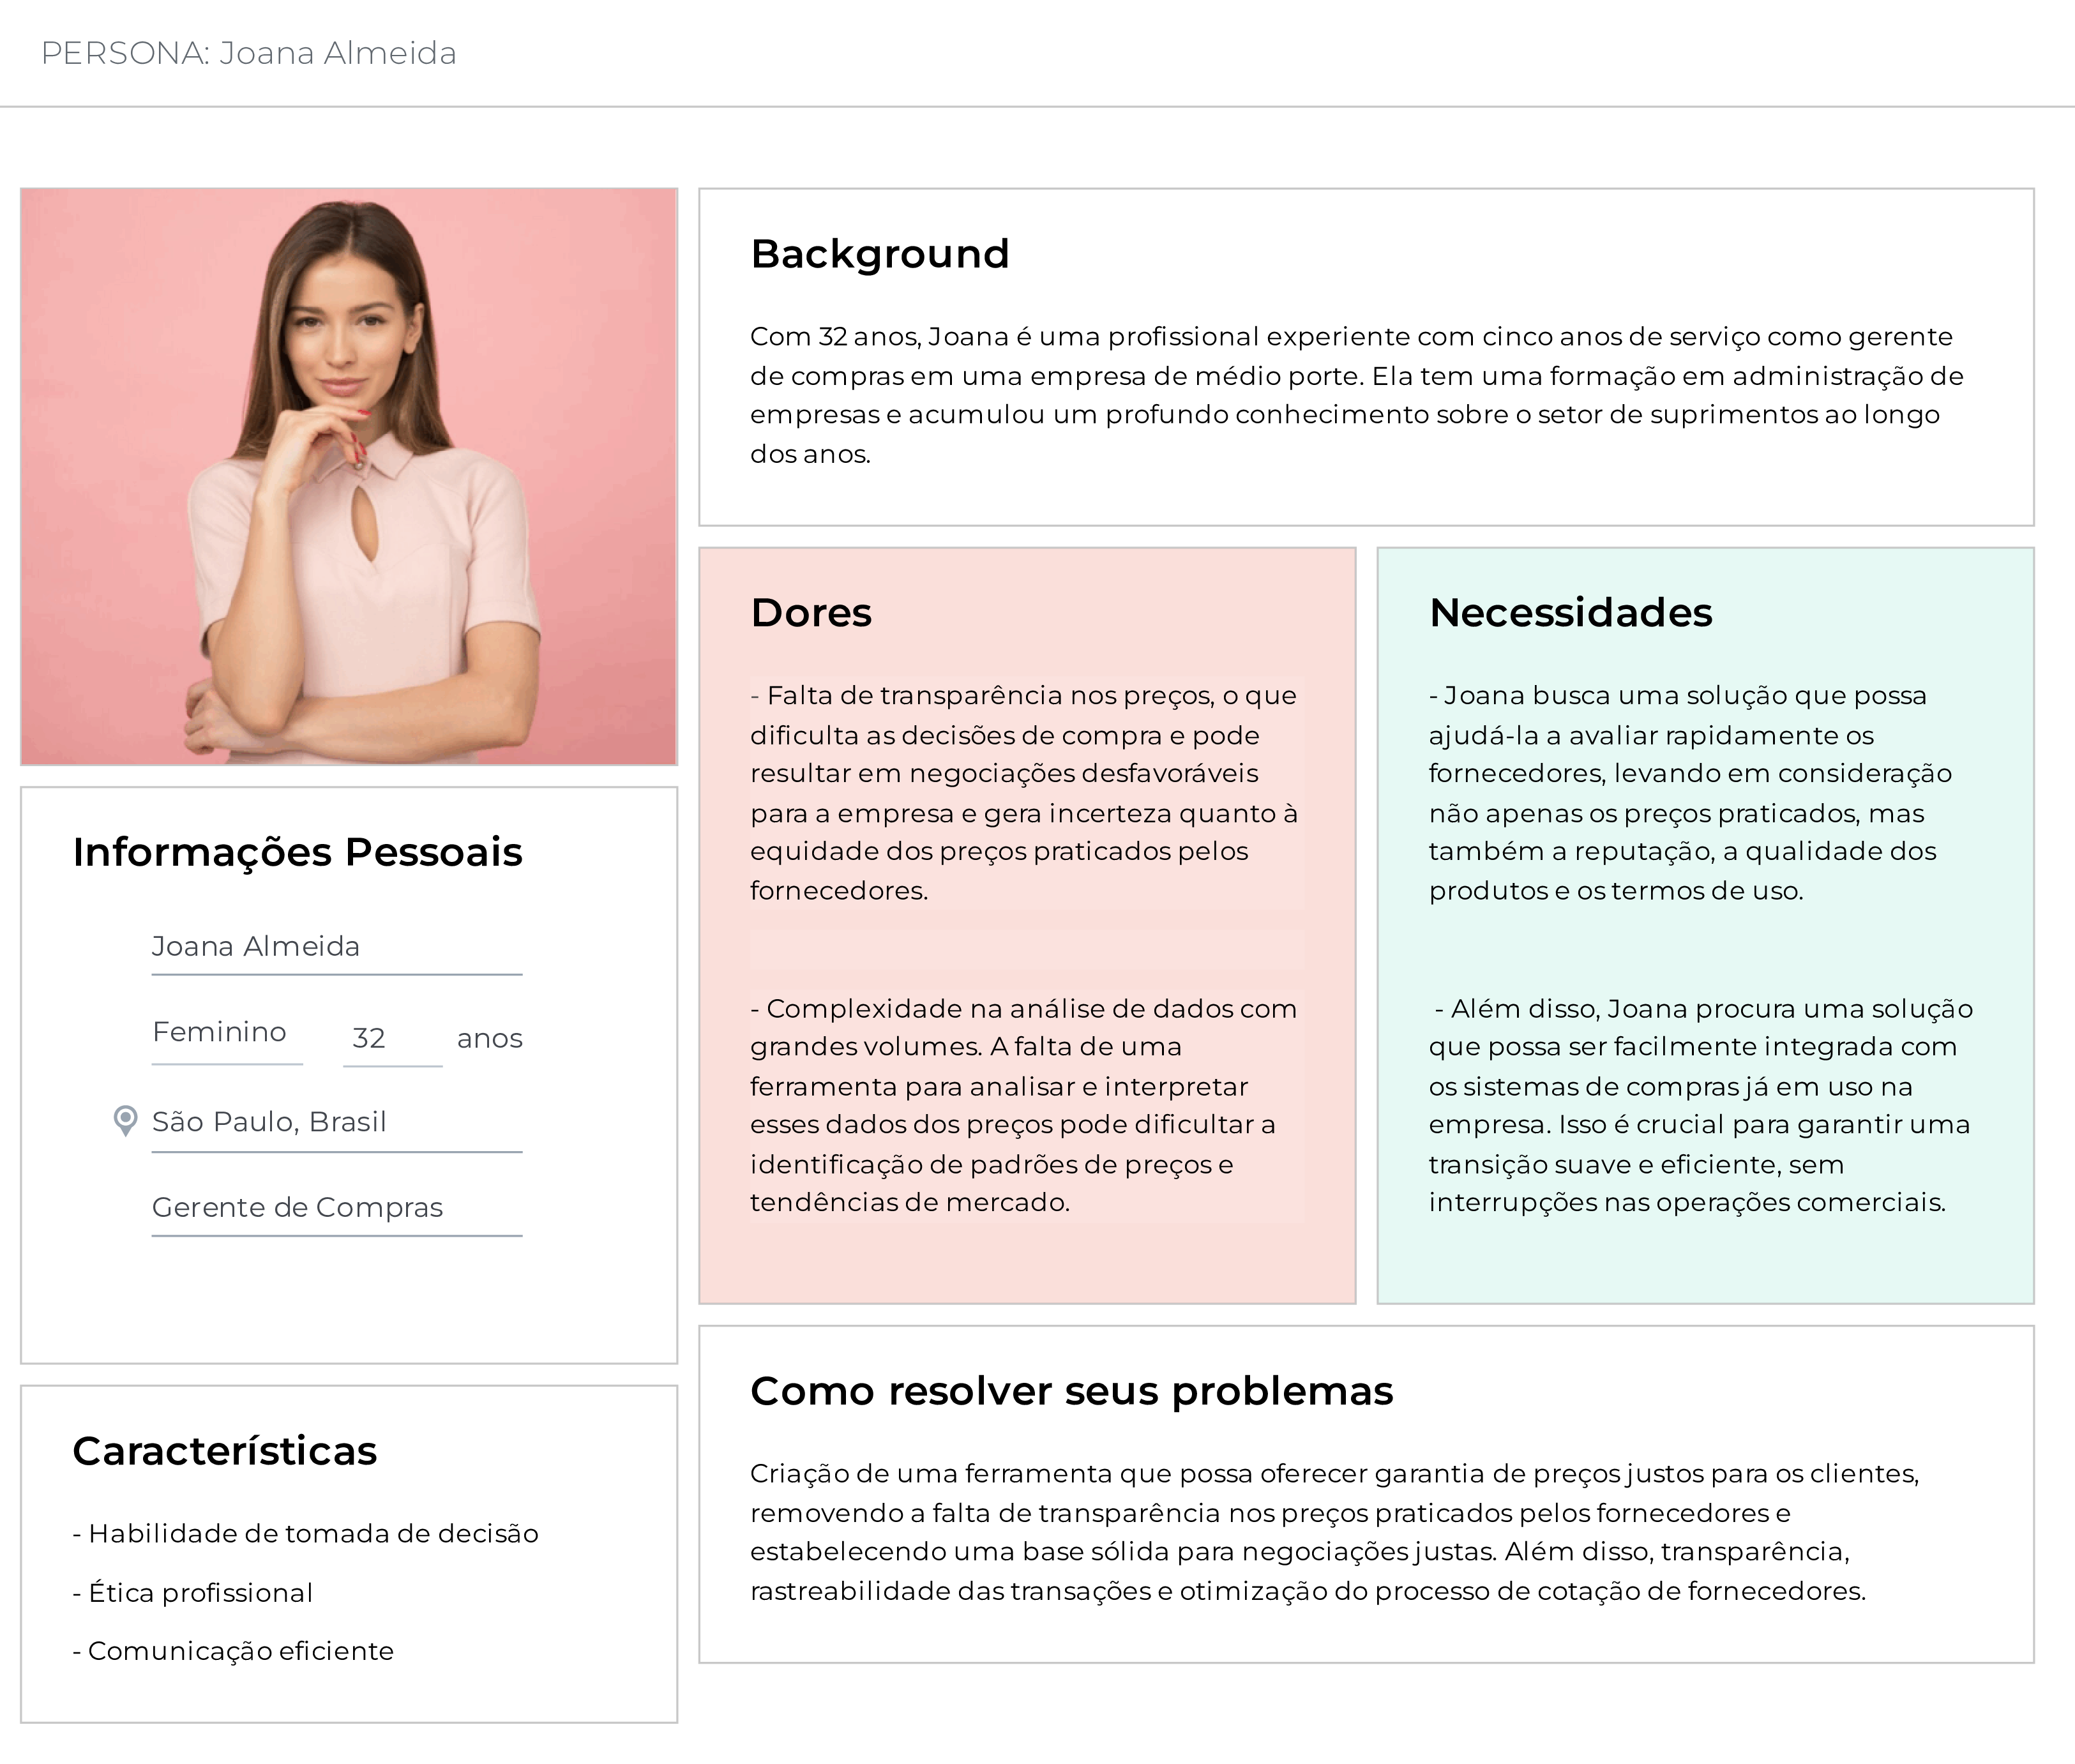 PERSONA: Joana Almeida
Background
Com 32 anos, Joana é uma profissional experiente com cinco anos de serviço como gerente
de compras em uma empresa de médio porte. Ela tem uma formação em administração de
empresas e acumulou um profundo conhecimento sobre o setor de suprimentos ao longo
dos anos.
Informações Pessoais
Joana Almeida
Feminino 32 anos
São Paulo, Brasil
Gerente de Compras
Características
- Habilidade de tomada de decisão
- Ética profissional
- Comunicação eficiente
Dores
- Falta de transparência nos preços, o que
dificulta as decisões de compra e pode
resultar em negociações desfavoráveis
para a empresa e gera incerteza quanto à
equidade dos preços praticados pelos
fornecedores.
- Complexidade na análise de dados com
grandes volumes. A falta de uma
ferramenta para analisar e interpretar
esses dados dos preços pode dificultar a
identificação de padrões de preços e
tendências de mercado.
Necessidades
- Joana busca uma solução que possa
ajudá-la a avaliar rapidamente os
fornecedores, levando em consideração
não apenas os preços praticados, mas
também a reputação, a qualidade dos
produtos e os termos de uso.
- Além disso, Joana procura uma solução
que possa ser facilmente integrada com
os sistemas de compras já em uso na
empresa. Isso é crucial para garantir uma
transição suave e eficiente, sem
interrupções nas operações comerciais.
Como resolver seus problemas
Criação de uma ferramenta que possa oferecer garantia de preços justos para os clientes,
removendo a falta de transparência nos preços praticados pelos fornecedores e
estabelecendo uma base sólida para negociações justas. Além disso, transparência,
rastreabilidade das transações e otimização do processo de cotação de fornecedores.